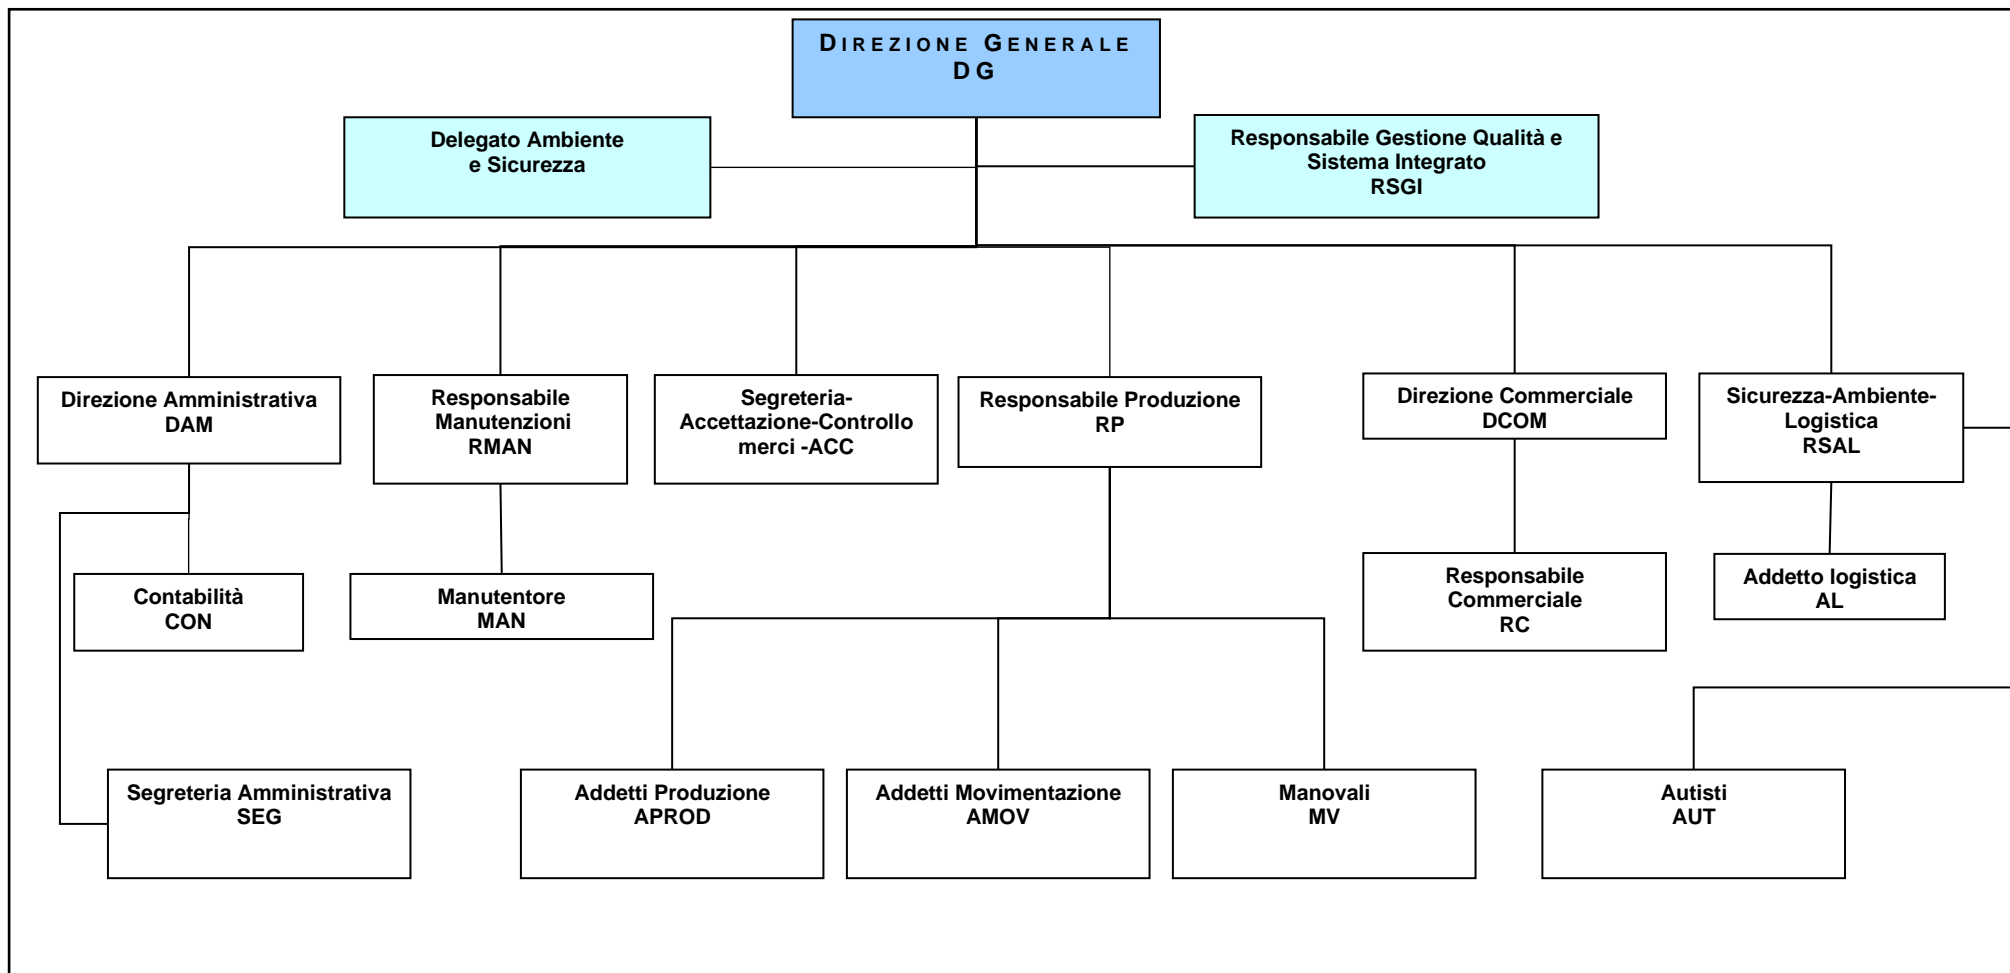 DIREZIONE GENERALE
DG
Delegato Ambiente
e Sicurezza
Responsabile Gestione Qualità e
Sistema Integrato
RSGI
Direzione Amministrativa
DAM
Responsabile
Manutenzioni
RMAN
Segreteria-
Accettazione-Controllo
merci -ACC
Responsabile Produzione
RP
Direzione Commerciale
DCOM
Sicurezza-Ambiente-
Logistica
RSAL
Contabilità
CON
Manutentore
MAN
Responsabile
Commerciale
RC
Addetto logistica
AL
Segreteria Amministrativa
SEG
Addetti Produzione
APROD
Addetti Movimentazione
AMOV
Manovali
MV
Autisti
AUT